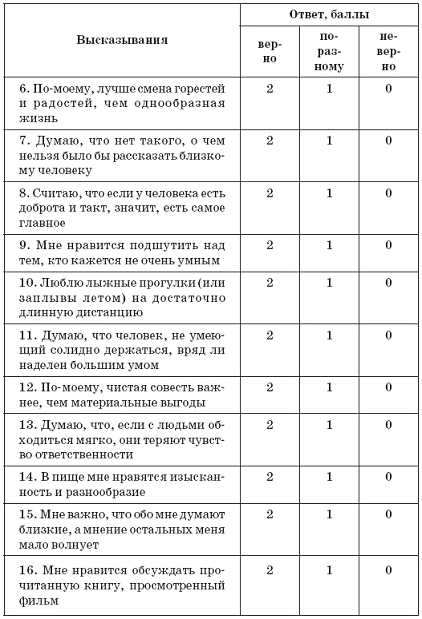 Высказывания
Ответ, баллы
вер-
но
по-
раз-
ному
не-
вер-
но
6. По-моему, лучше смена горестей
и радостей, чем однообразная
жизнь
2 1 0
7. Думаю, что нет такого, о чем
нельзя было бы рассказать близко-
му человеку
2 1 0
8. Считаю, что если у человека есть
доброта и такт, значит, есть самое
главное
2 1 0
9. Мне нравится подшутить над
тем, кто кажется не очень умным
2 1 0
10. Люблю лыжные прогулки (или
заплывы летом) на достаточно
длинную дистанцию
2 1 0
11. Думаю, что человек, не умею-
щий солидно держаться, вряд ли
наделен большим умом
2 1 0
12. По-моему, чистая совесть важ-
нее, чем материальные выгоды
2 1 0
13. Думаю, что, если с людьми об-
ходиться мягко, они теряют чувст-
во ответственности
2 1 0
14. В пище мне нравятся изыскан-
ность и разнообразие
2 1 0
15. Мне важно, что обо мне думают
близкие, а мнение остальных меня
мало волнует
2 1 0
16. Мне нравится обсуждать про-
читанную книгу, просмотренный
фильм
2 1 0